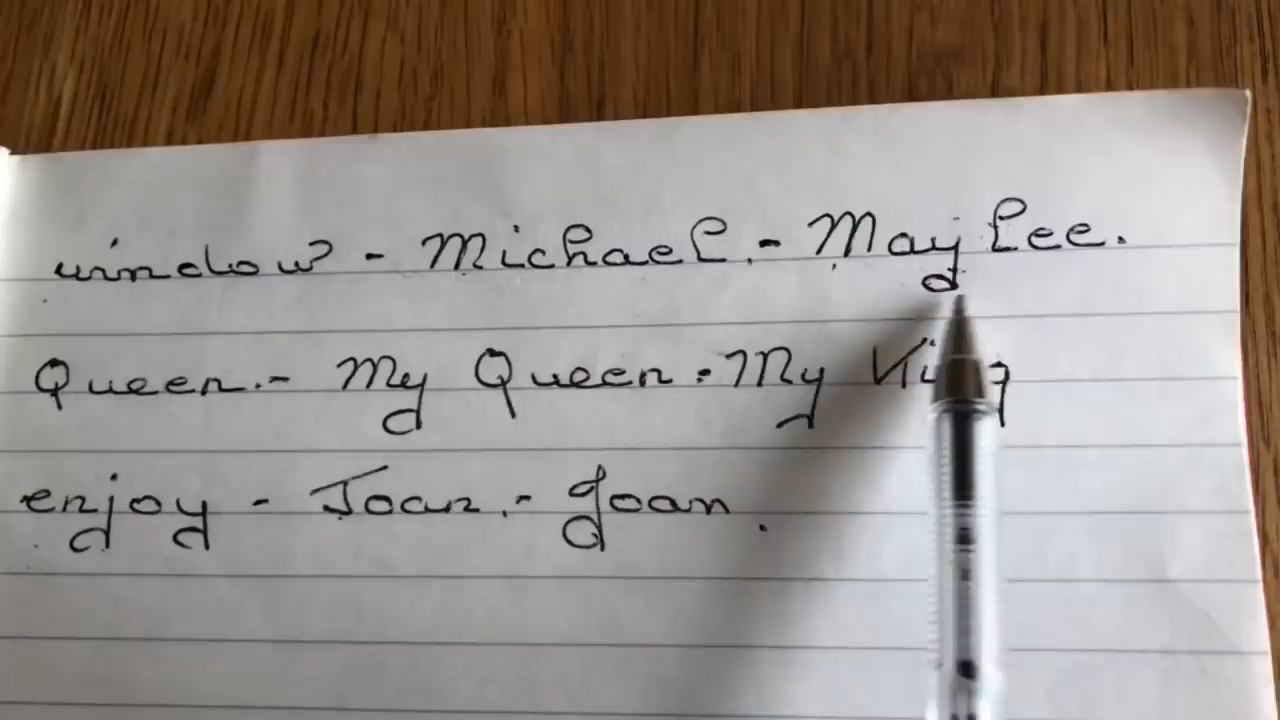 window - Michael. - May Lee.
Queen. - My Queen. My
enjoy - Joan. - Joan.